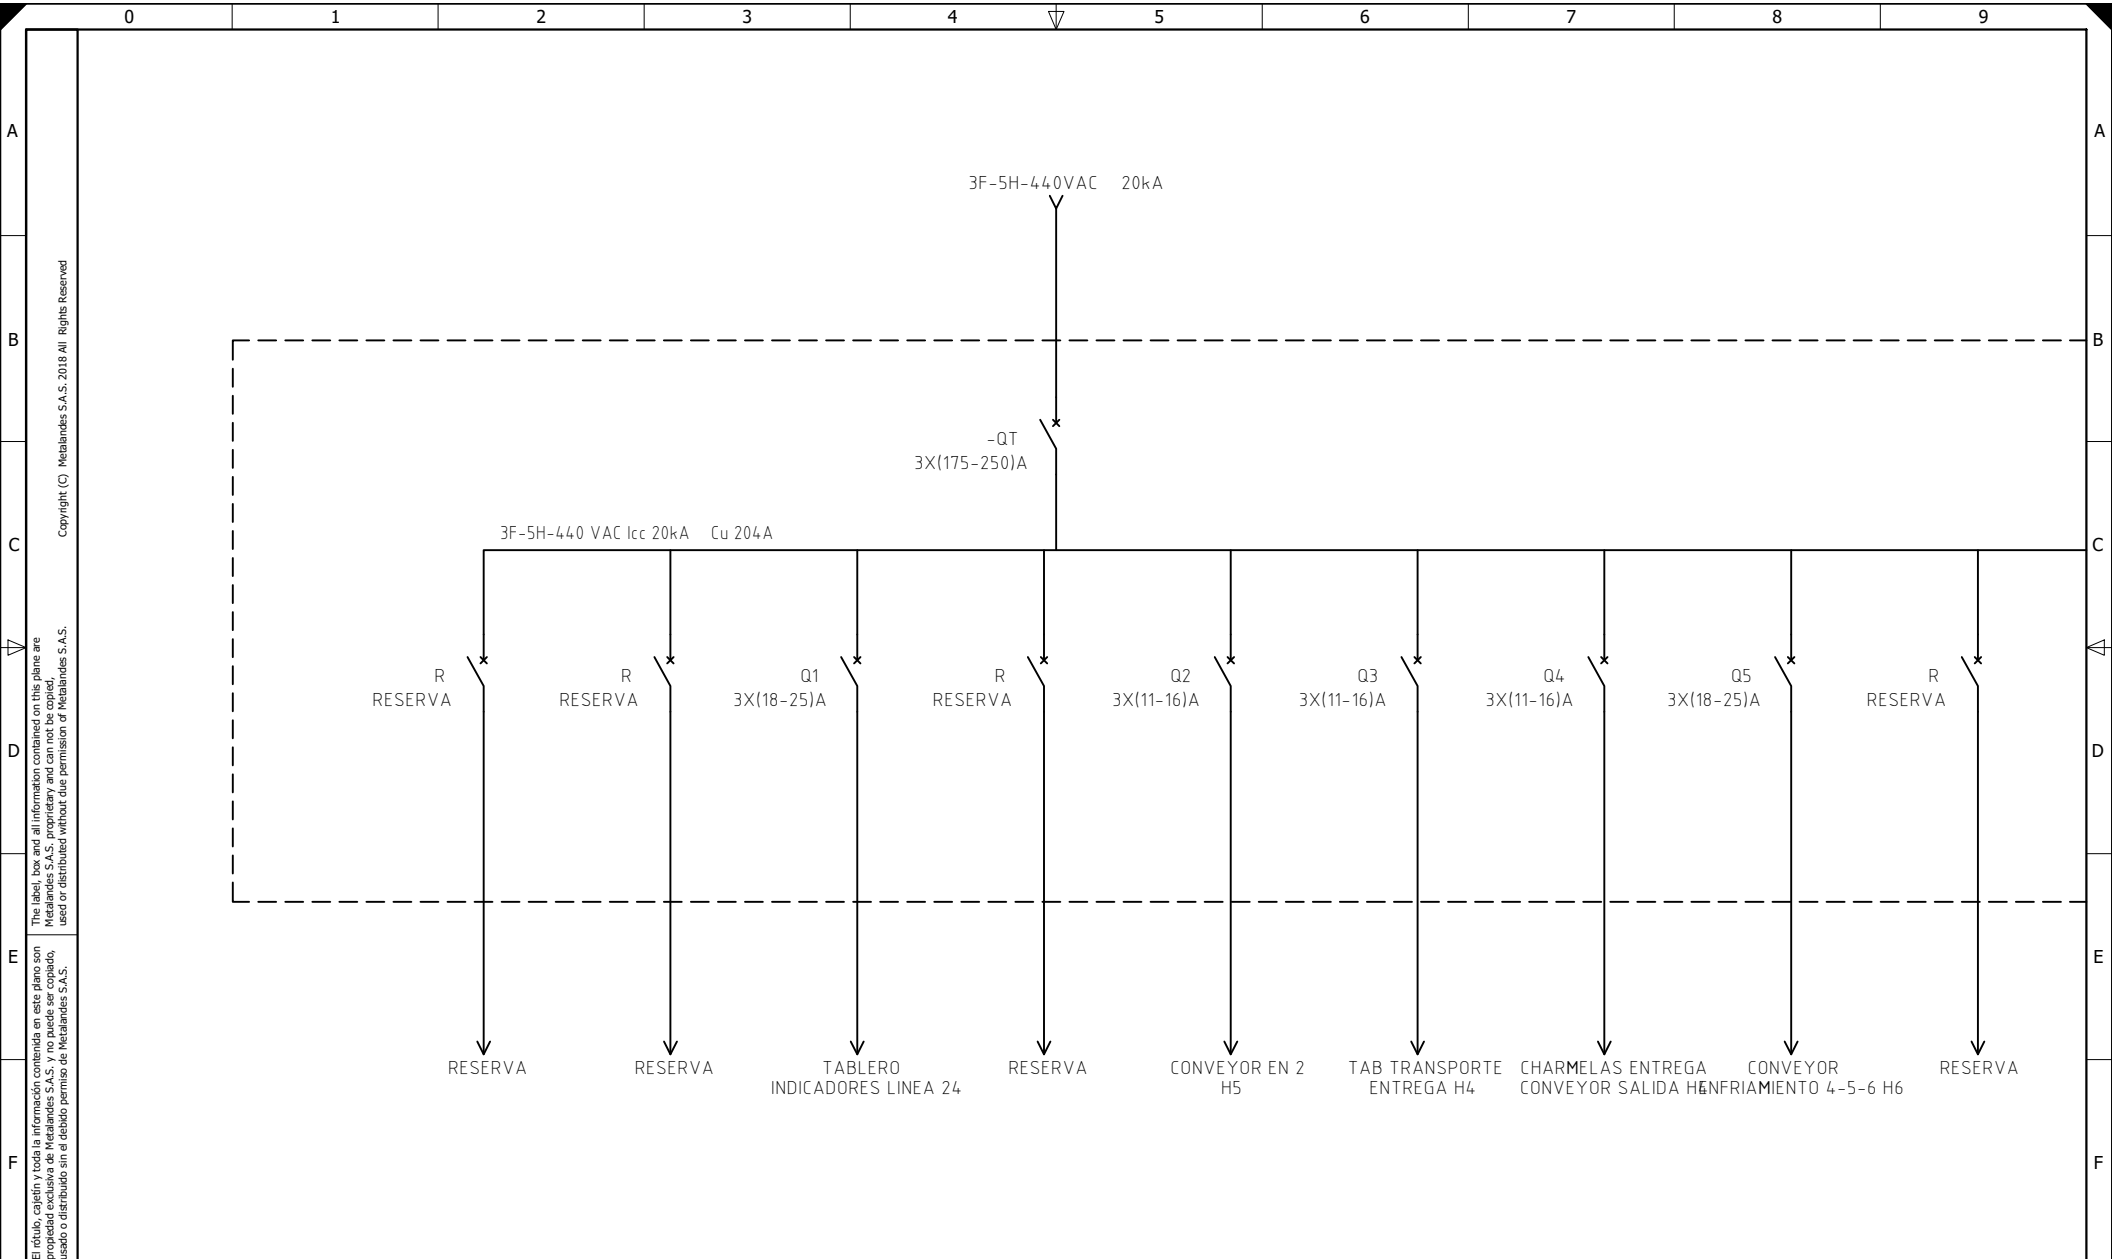 0 1 2 3 4 5 6 7 8 9
A A
3F-5H-440VAC 20kA
B B
-QT
3X(175-250)A
3F-5H-440 VAC Icc 20kA Cu 204A
C C
R
RESERVA
R
RESERVA
Q1
3X(18-25)A
R
RESERVA
Q2
3X(11-16)A
Q3
3X(11-16)A
Q4
3X(11-16)A
Q5
3X(18-25)A
R
RESERVA
D D
E E
RESERVA
RESERVA
TABLERO
INDICADORES LINEA 24
RESERVA
CONVEYOR EN 2
H5
TAB TRANSPORTE
ENTREGA H4
CHARMELAS ENTREGA
CONVEYOR SALIDA
CONVEYOR
ENFRIAMIENTO 4-5-6 H6
RESERVA
F F
Copyright (C) Metalandes S.A.S. 2018 All Rights Reserved
The label, box and all information contained on this plane are
Metalandes S.A.S. proprietary and can not be copied,
used or distributed without due permission of Metalandes S.A.S.
El rótulo, cajetín y toda la información contenida en este plano son
propiedad exclusiva de Metalandes S.A.S. y no puede ser copiado,
usado o distribuido sin el debido permiso de Metalandes S.A.S.